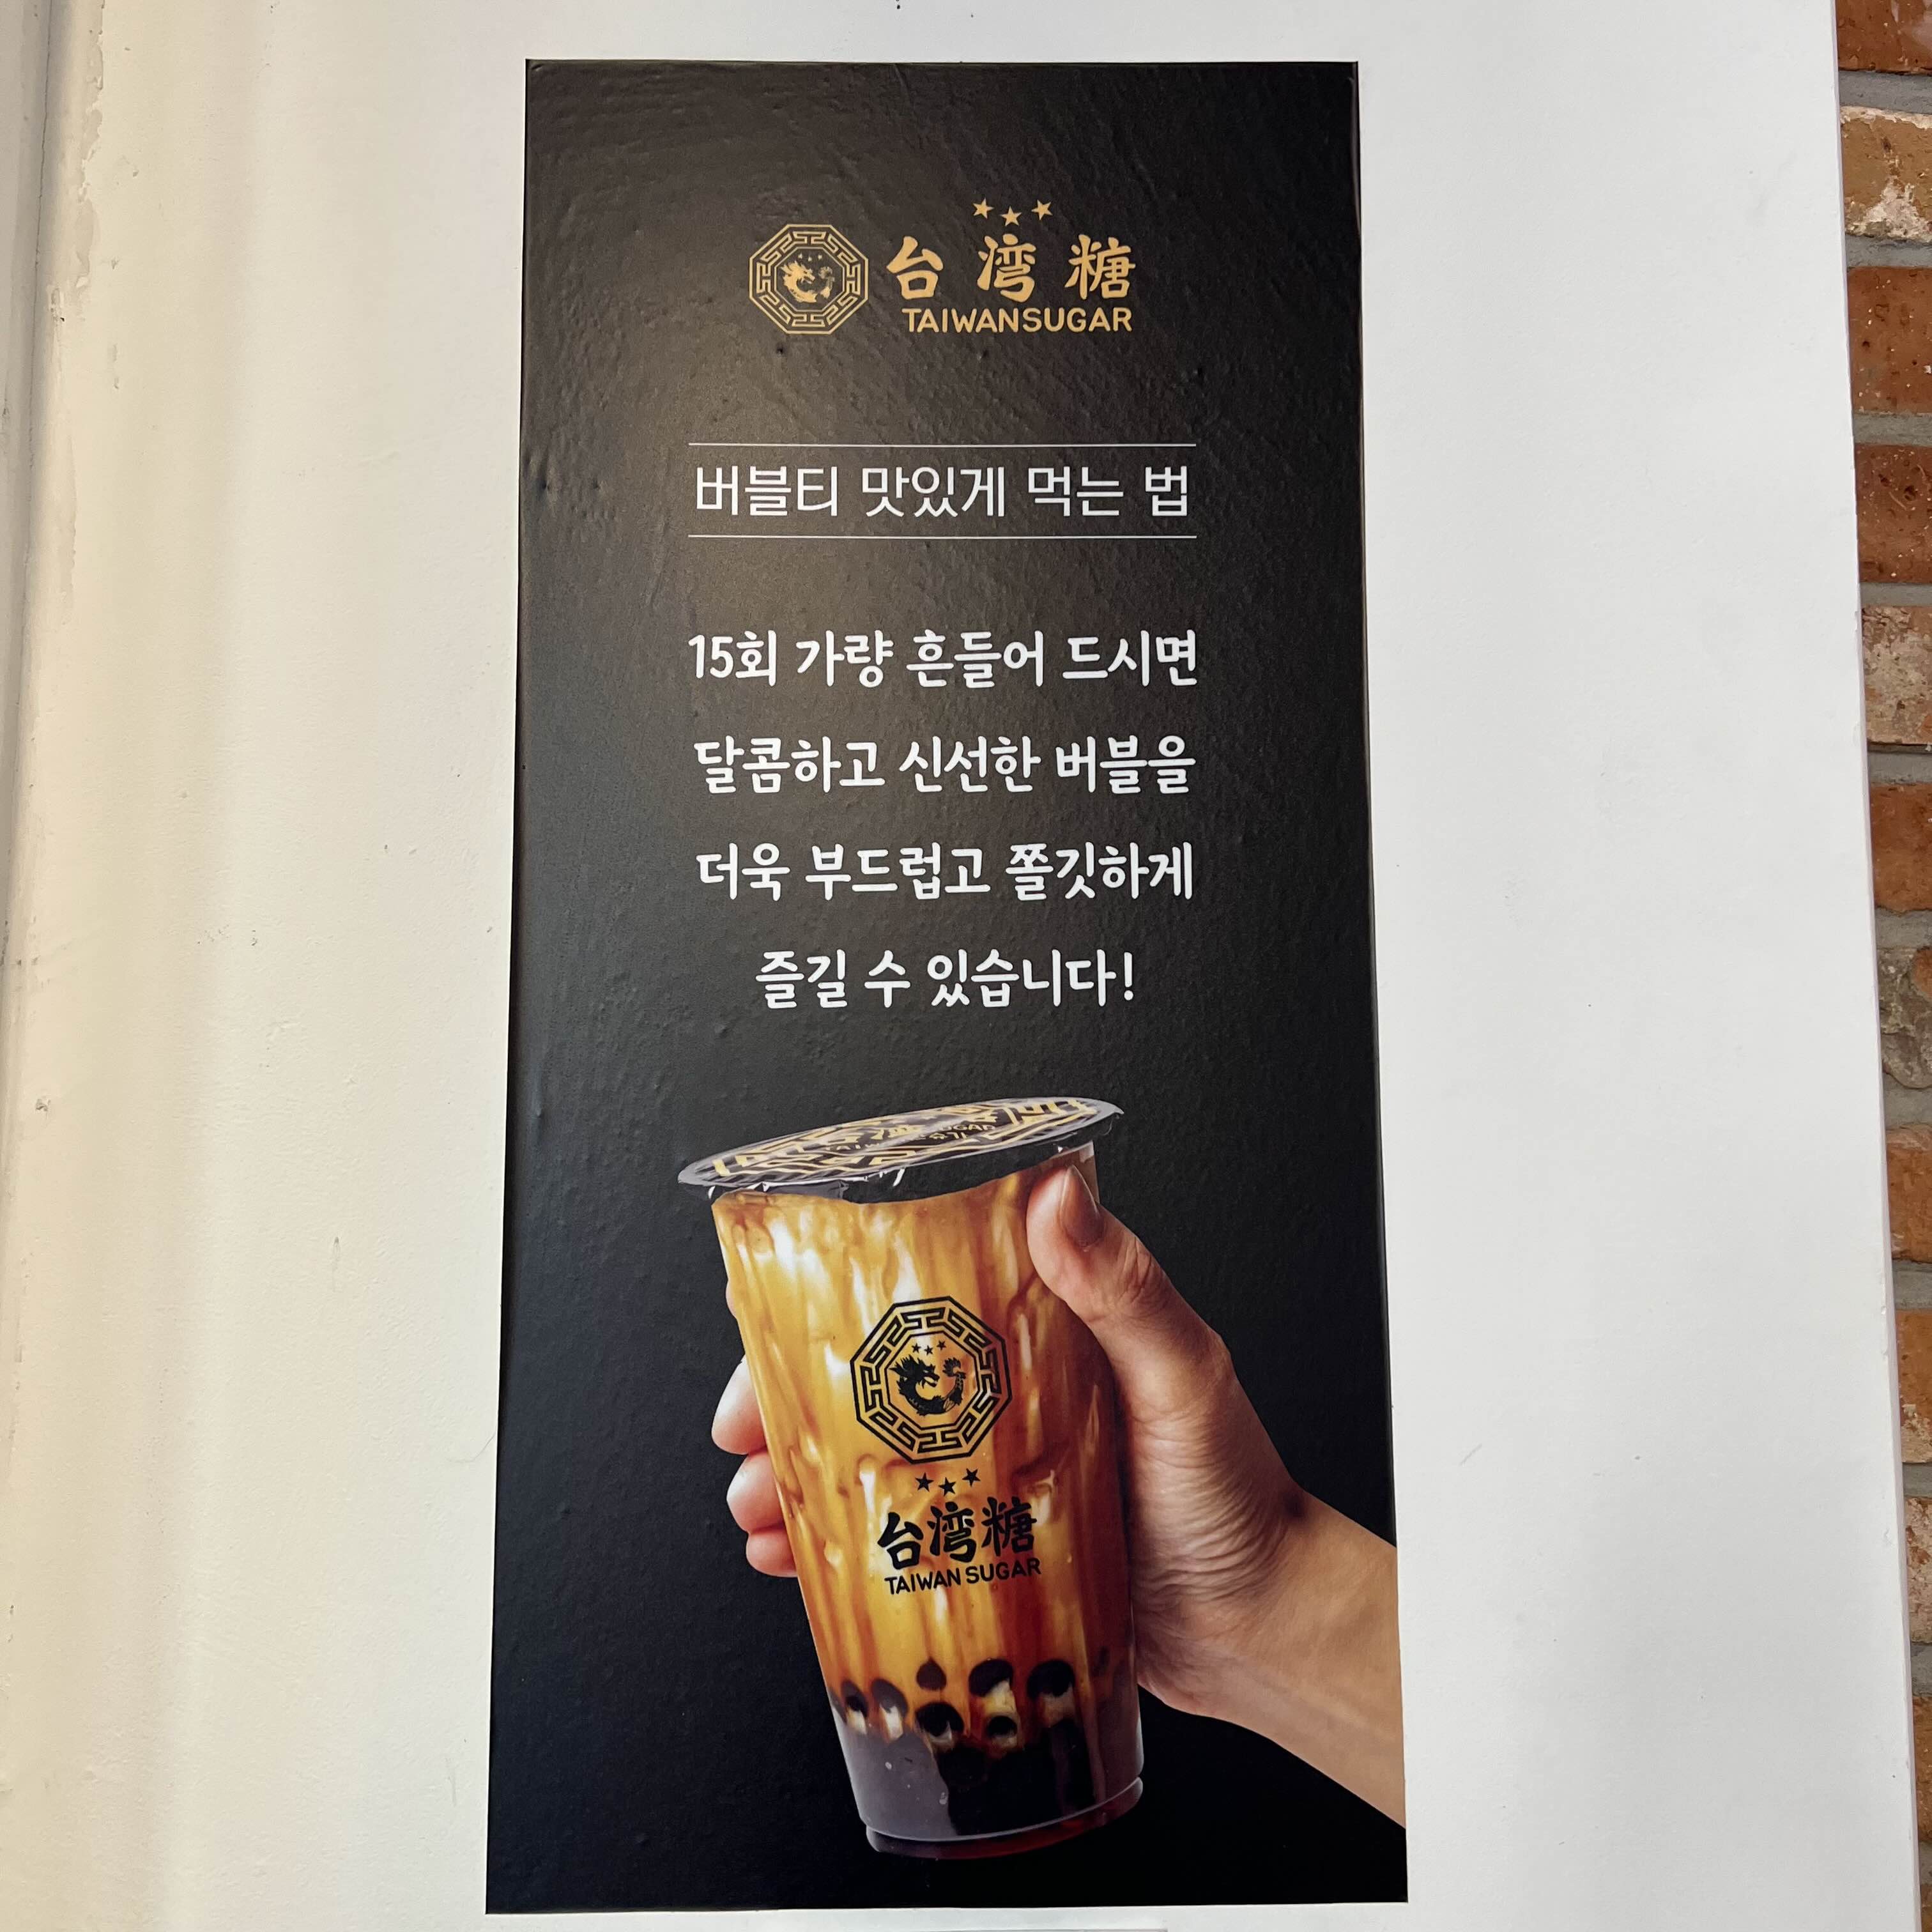 台湾糖
TAIWANSUGAR
버블티 맛있게 먹는 법
15회 가량 흔들어 드시면
달콤하고 신선한 버블을
더욱 부드럽고 쫄깃하게
즐길 수 있습니다!
台湾糖
TAIWAN SUGAR